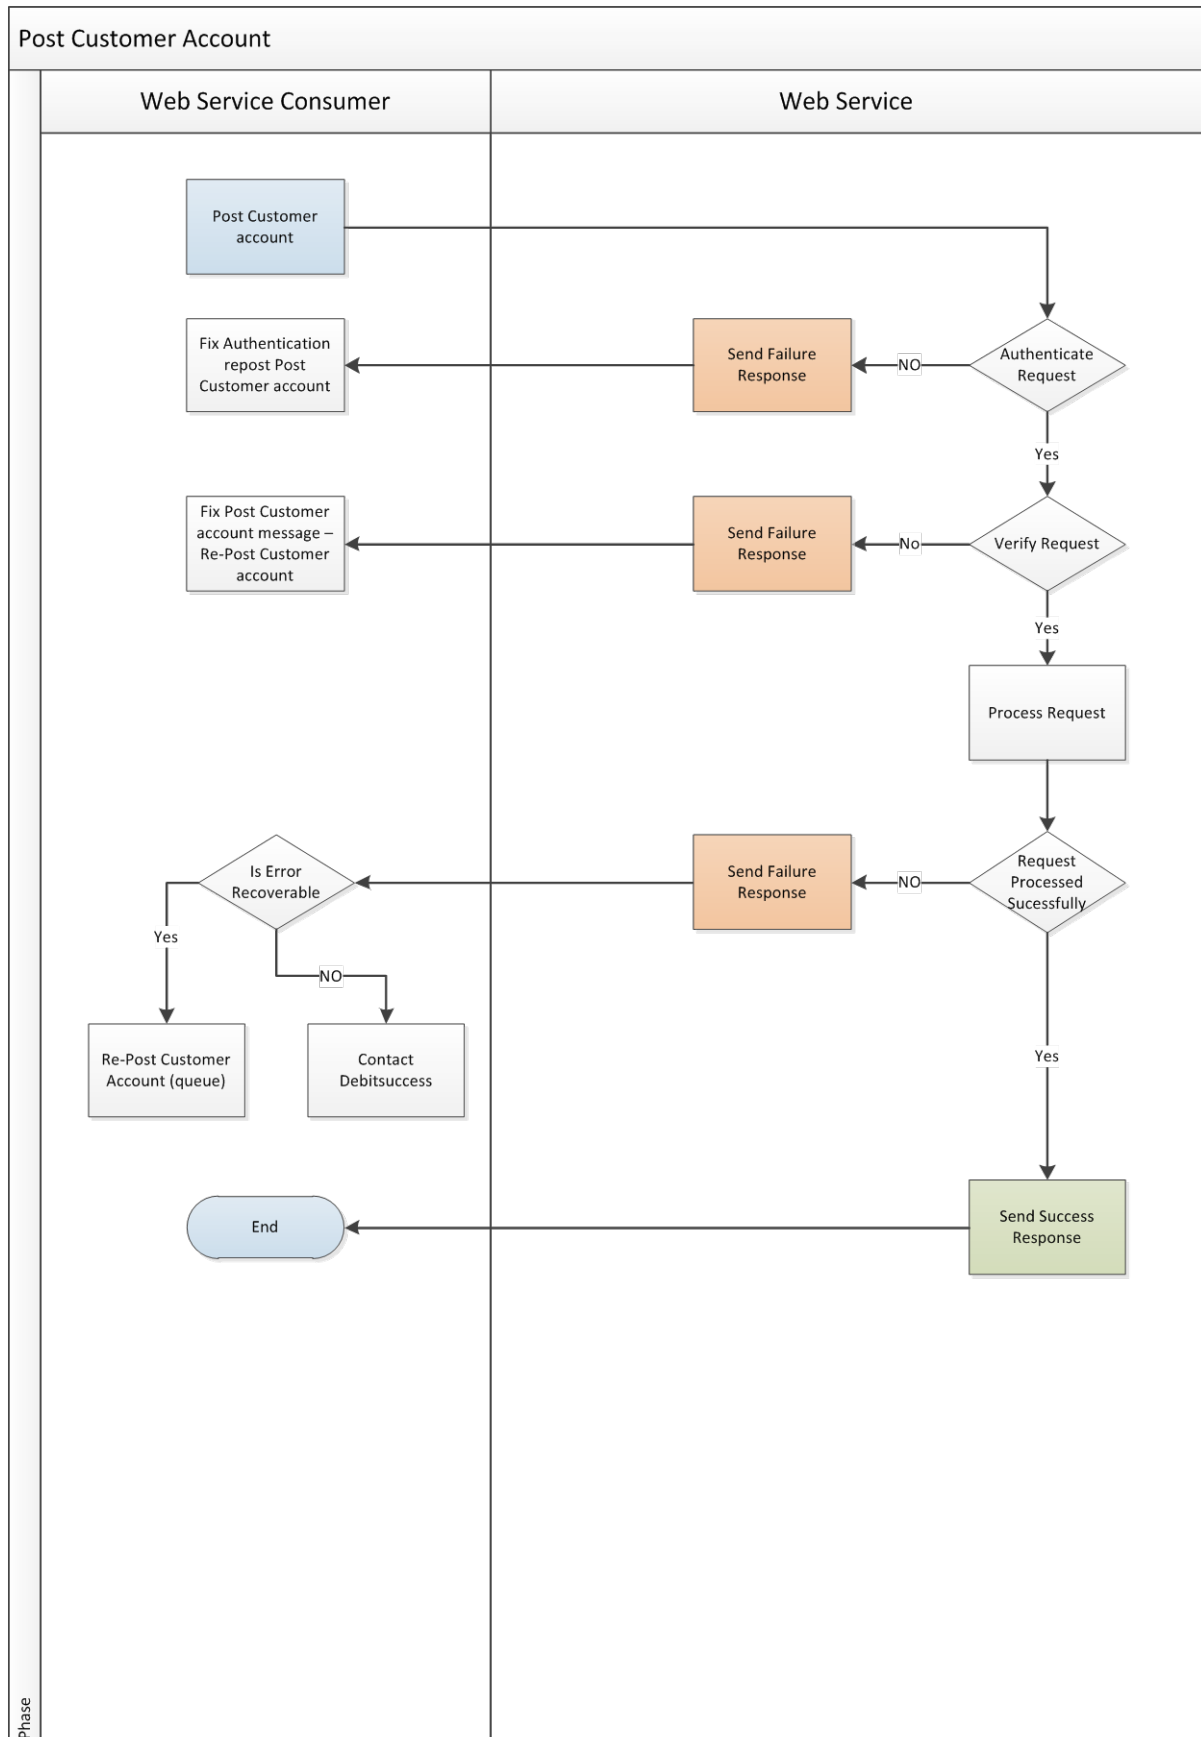 Post Customer Account
Web Service Consumer
Web Service
Post Customer
account
Fix Authentication
repost Post
Customer account
Send Failure
Response
NO
Authenticate
Request
Yes
Fix Post Customer
account message –
Re-Post Customer
account
Send Failure
Response
No
Verify Request
Yes
Process Request
Is Error
Recoverable
Send Failure
Response
NO
Request
Processed
Sucessfully
Yes
NO
Re-Post Customer
Account (queue)
Contact
Debitsuccess
Yes
End
Send Success
Response
Phase